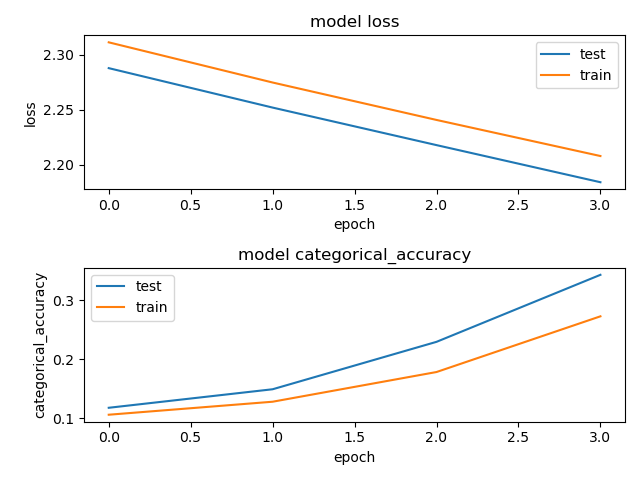 model loss
2.30
2.25
2.20
loss
test
train
0.0 0.5 1.0 1.5 2.0 2.5 3.0
epoch
model categorical_accuracy
0.3
0.2
0.1
categorical_accuracy
test
train
0.0 0.5 1.0 1.5 2.0 2.5 3.0
epoch